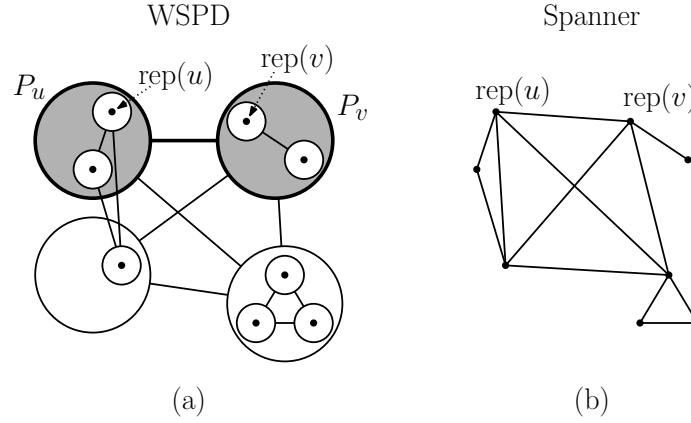 WSPD
Spanner
P_u
rep(u)
rep(v)
P_v
rep(u)
rep(v)
(a)
(b)